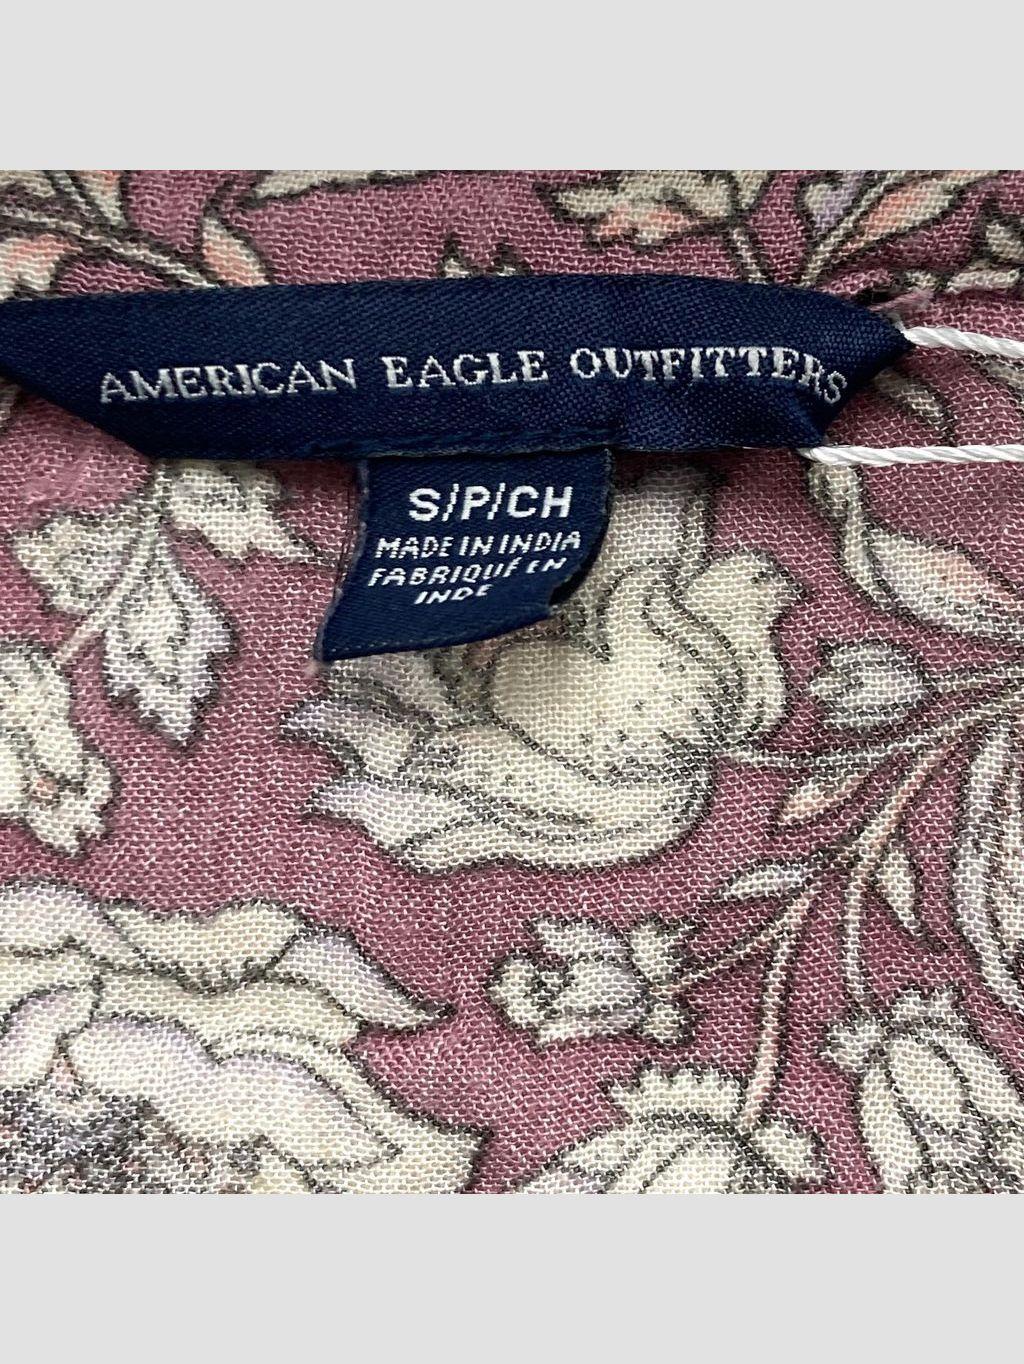 AMERICAN EAGLE OUTFITTERS
S/P/CH
MADE IN INDIA
FABRIQUÉ EN
INDE